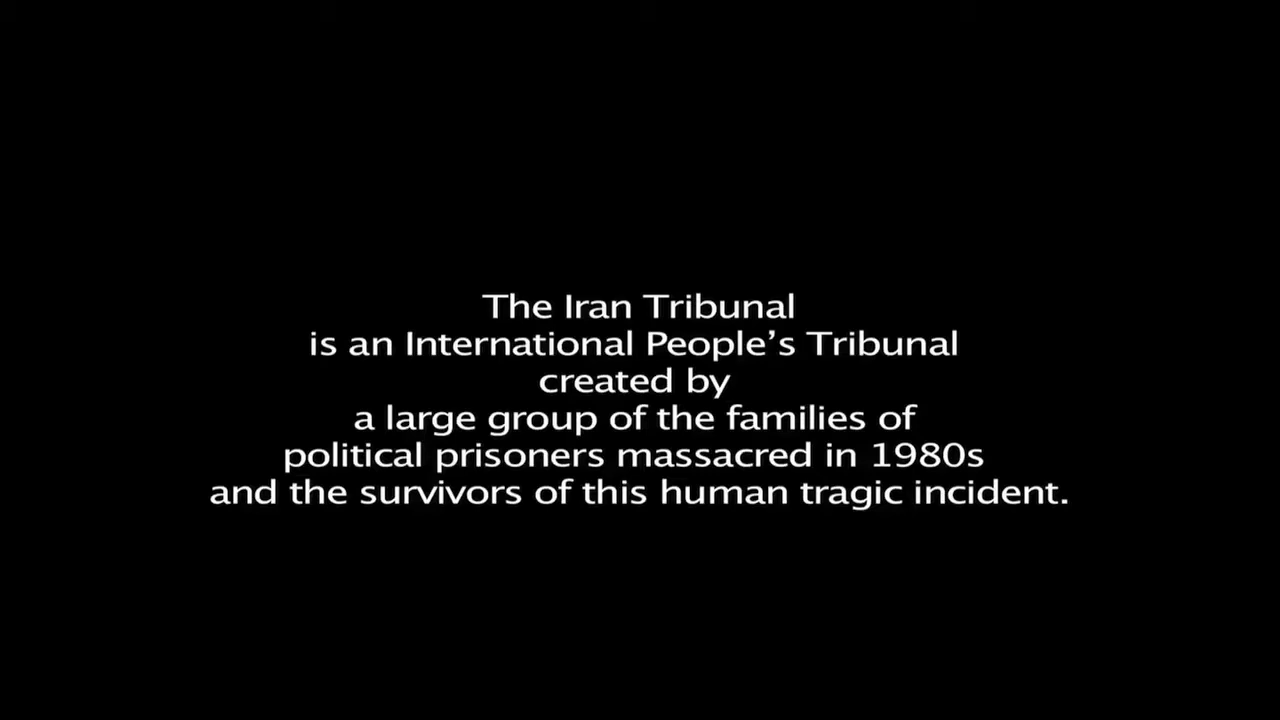 The Iran Tribunal
is an International People’s Tribunal
created by
a large group of the families of
political prisoners massacred in 1980s
and the survivors of this human tragic incident.